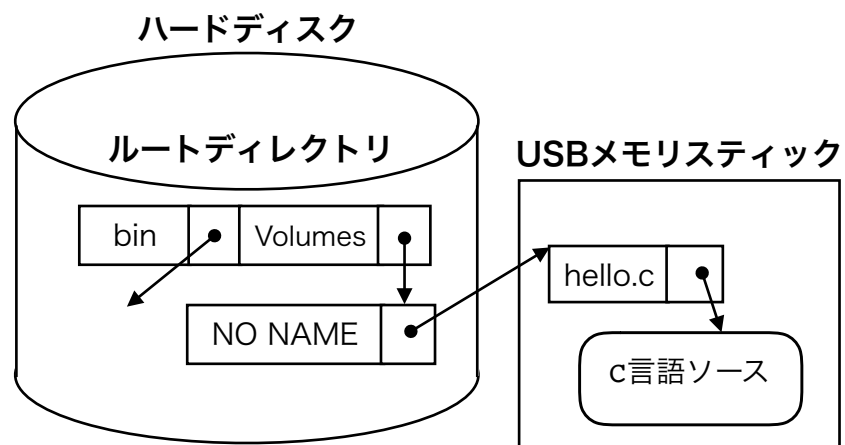 ハードディスク
ルートディレクトリ
USBメモリスティック
bin
Volumes
hello.c
NO NAME
c言語ソース